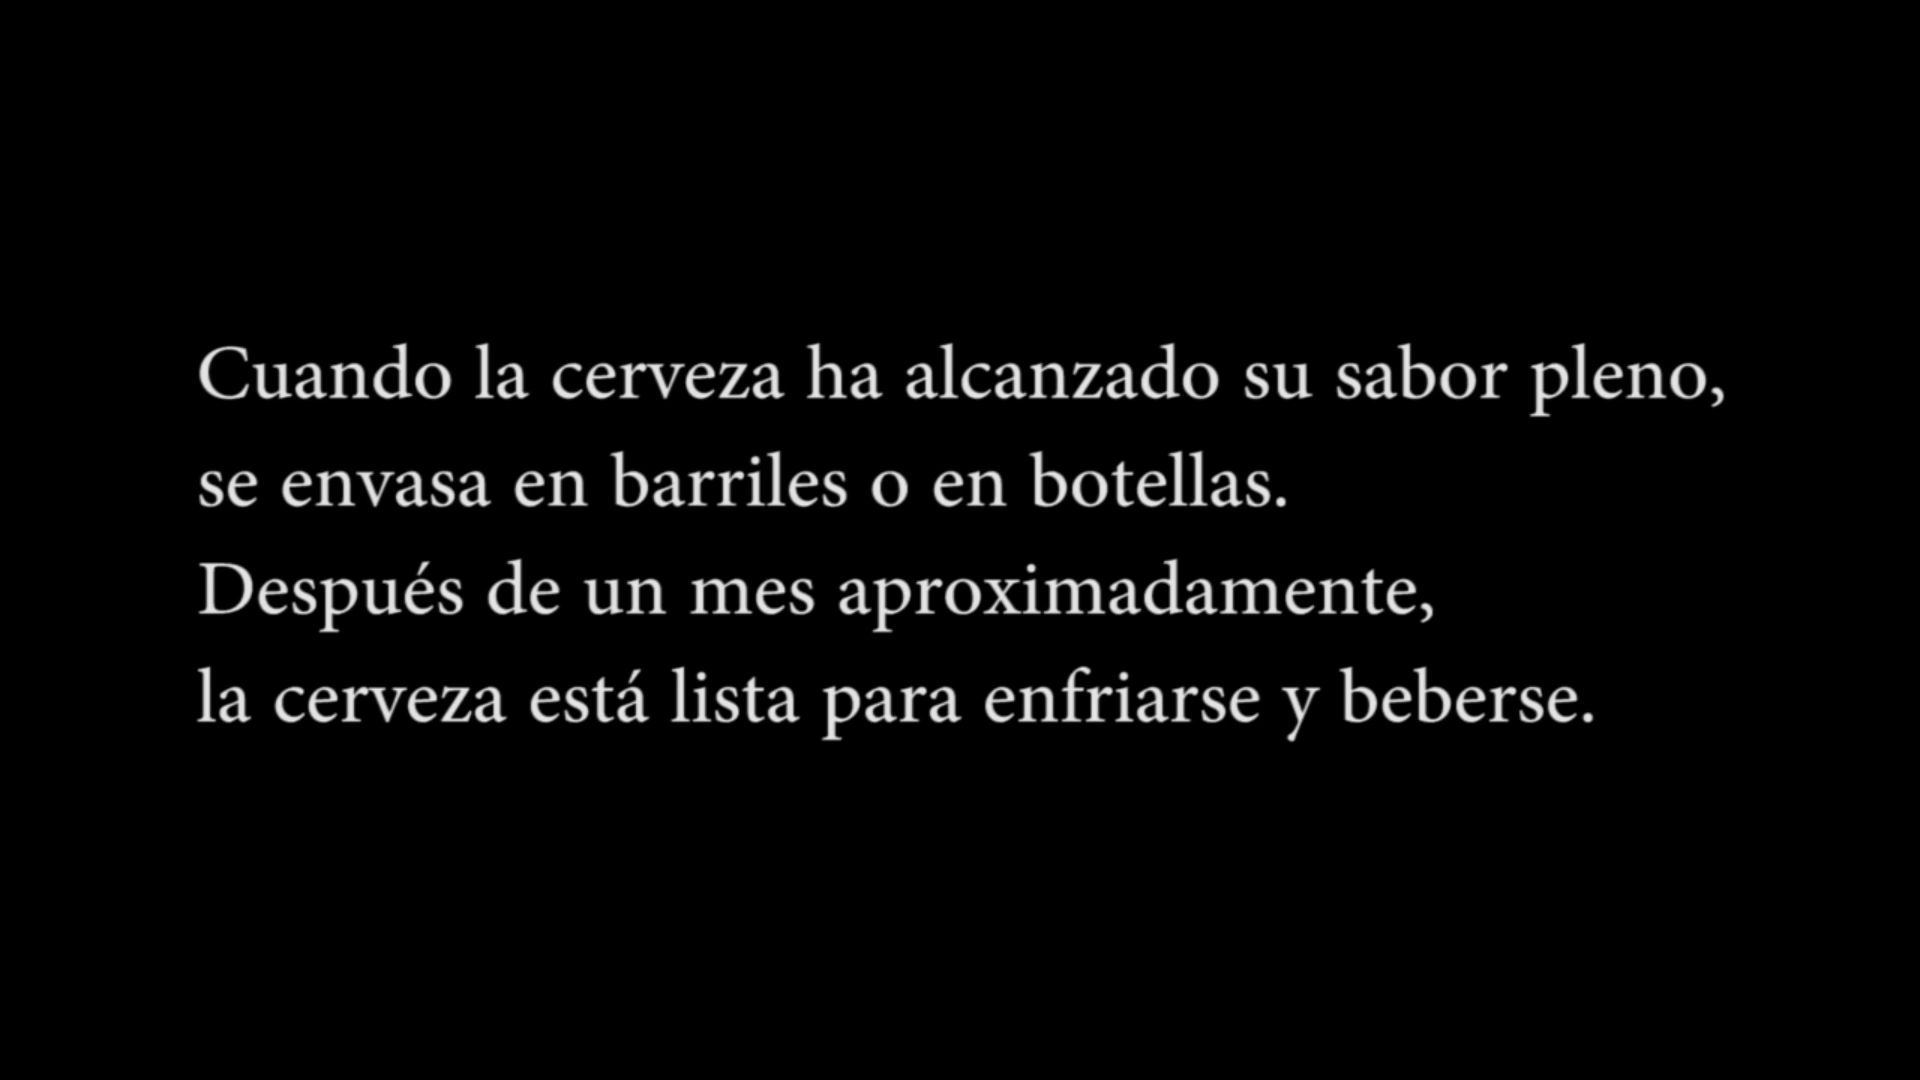 Cuando la cerveza ha alcanzado su sabor pleno,
se envasa en barriles o en botellas.
Después de un mes aproximadamente,
la cerveza está lista para enfriarse y beberse.